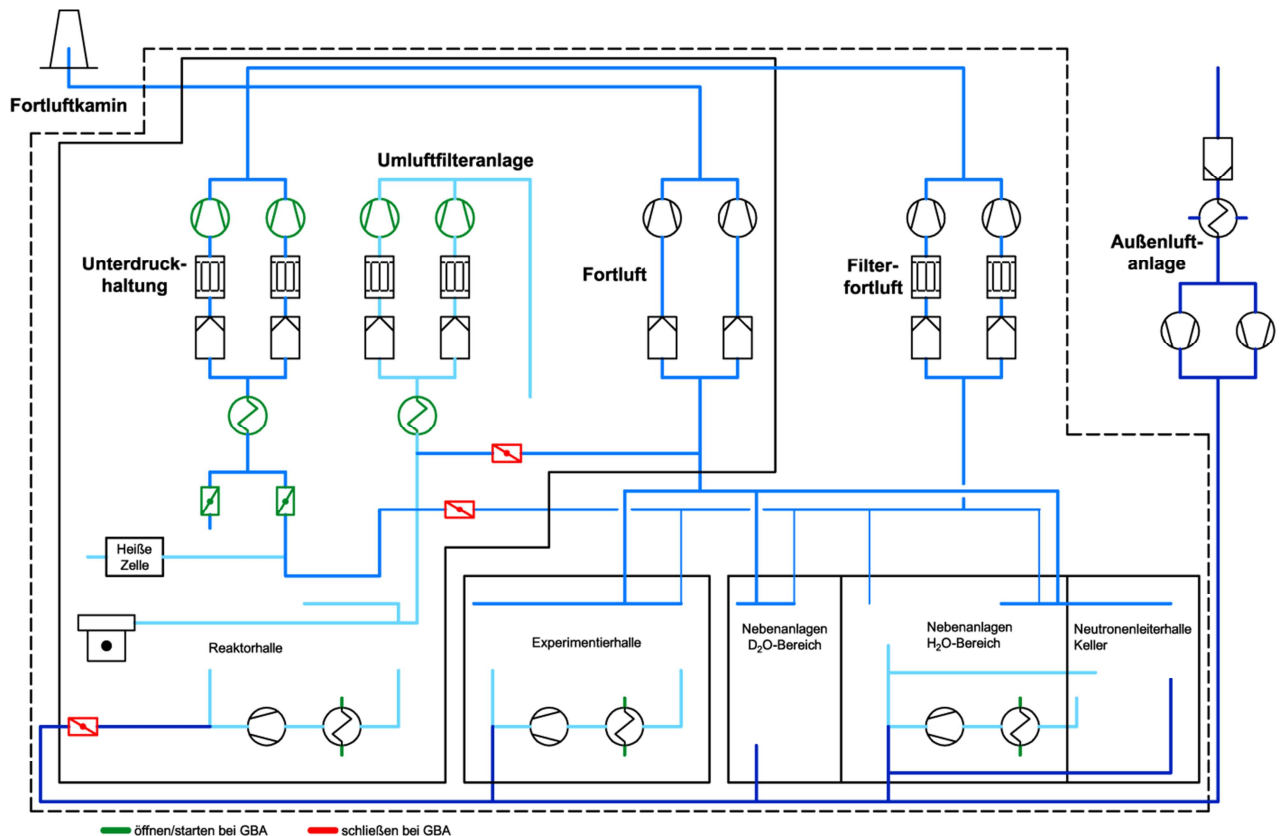 Fortluftkamin
Umluftfilteranlage
Unterdruck-
haltung
Fortluft
Filter-
fortluft
Außenluft-
anlage
Heiße
Zelle
Reaktorhalle
Experimentierhalle
Nebenanlagen
D₂O-Bereich
Nebenanlagen
H₂O-Bereich
Neutronenleiterhalle
Keller
öffnen/starten bei GBA
schließen bei GBA